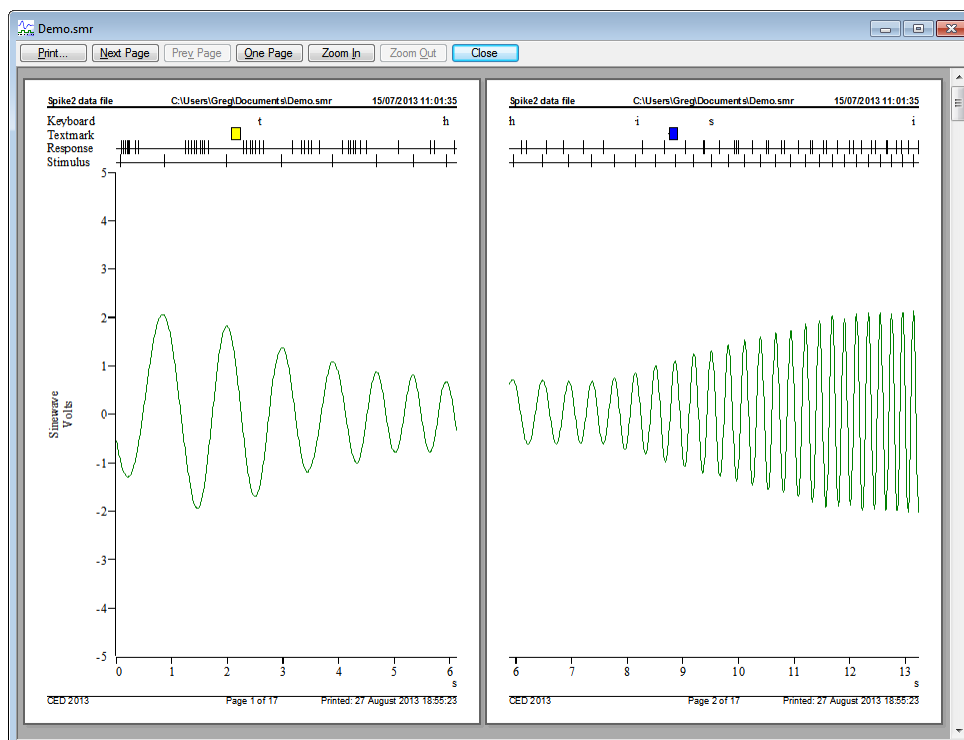 Demo.smr
Print... Next Page Prev Page One Page Zoom In Zoom Out Close
Spike2 data file C:\Users\Greg\Documents\Demo.smr 15/07/2013 11:01:35
Keyboard t h
Textmark
Response
Stimulus
5
4
3
2
1
0
-1
-2
-3
-4
-5
Sinewave
Volts
0 1 2 3 4 5 6
s
CED 2013 Page 1 of 17 Printed: 27 August 2013 18:55:23
Spike2 data file C:\Users\Greg\Documents\Demo.smr 15/07/2013 11:01:35
h i s i
6 7 8 9 10 11 12 13
s
CED 2013 Page 2 of 17 Printed: 27 August 2013 18:55:23